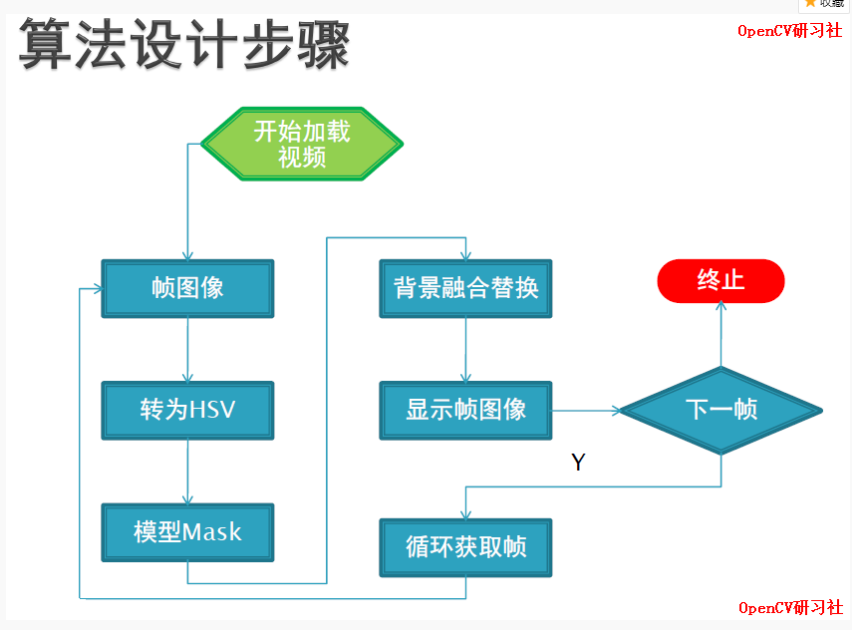 收藏
OpenCV研习社
算法设计步骤
开始加载
视频
帧图像
背景融合替换
终止
转为HSV
显示帧图像
下一帧
Y
模型Mask
循环获取帧
OpenCV研习社